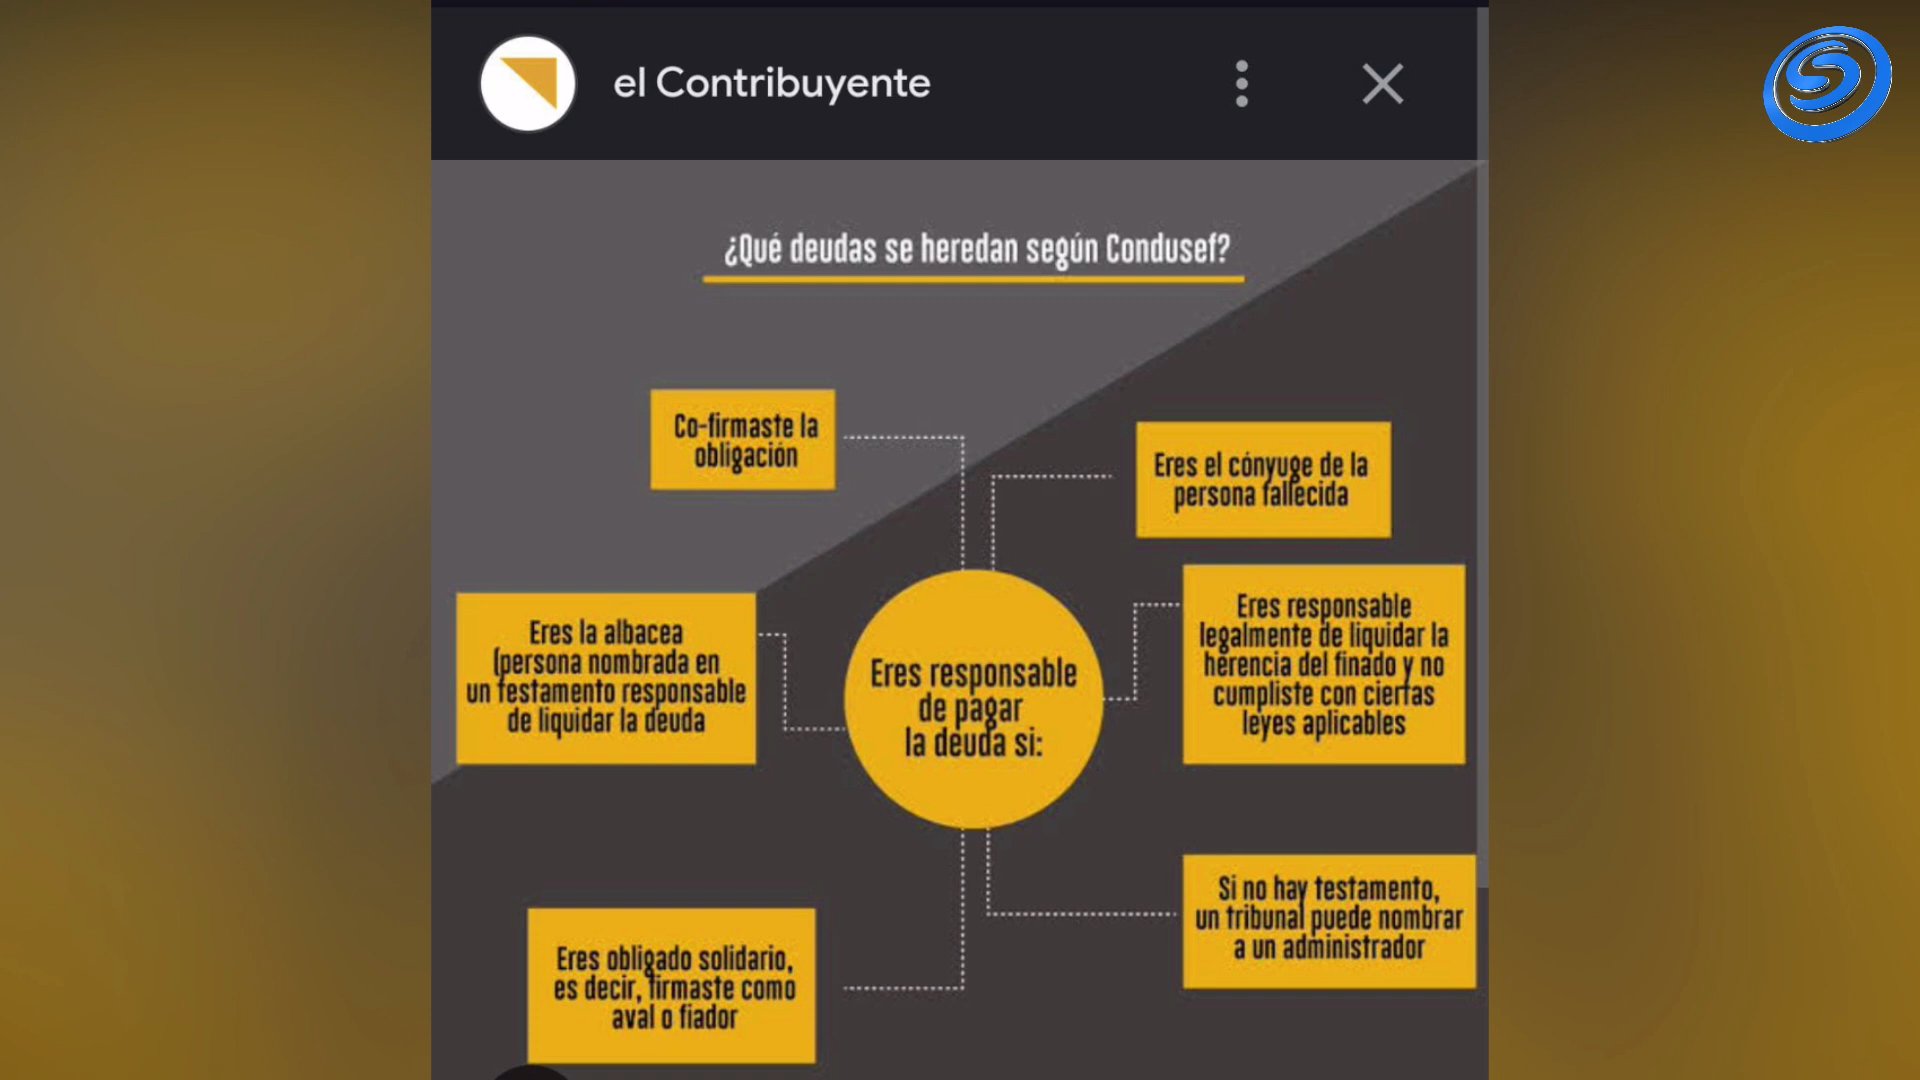 el Contribuyente
¿Qué deudas se heredan según Condusef?
Co-firmaste la
obligación
Eres el cónyuge de la
persona fallecida
Eres la albacea
(persona nombrada en
un testamento responsable
de liquidar la deuda
Eres responsable
de pagar
la deuda si:
Eres responsable
legalmente de liquidar la
herencia del finado y no
cumpliste con ciertas
leyes aplicables
Eres obligado solidario,
es decir, firmaste como
aval o fiador
Si no hay testamento,
un tribunal puede nombrar
a un administrador